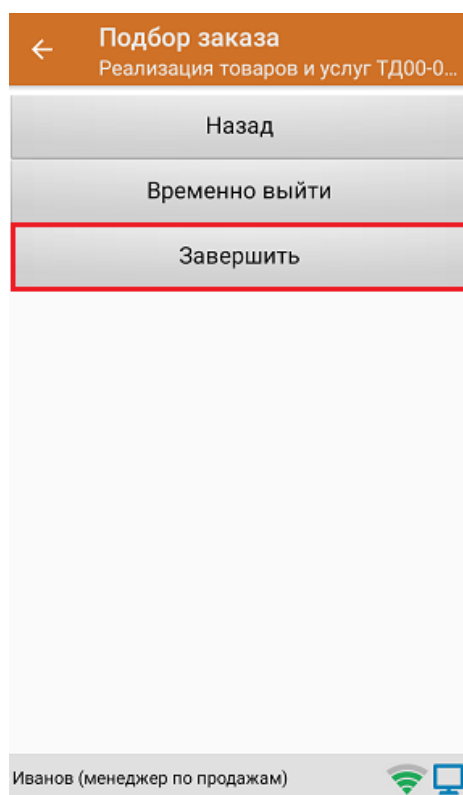 Подбор заказа
Реализация товаров и услуг ТД00-0...
Назад
Временно выйти
Завершить
Иванов (менеджер по продажам)